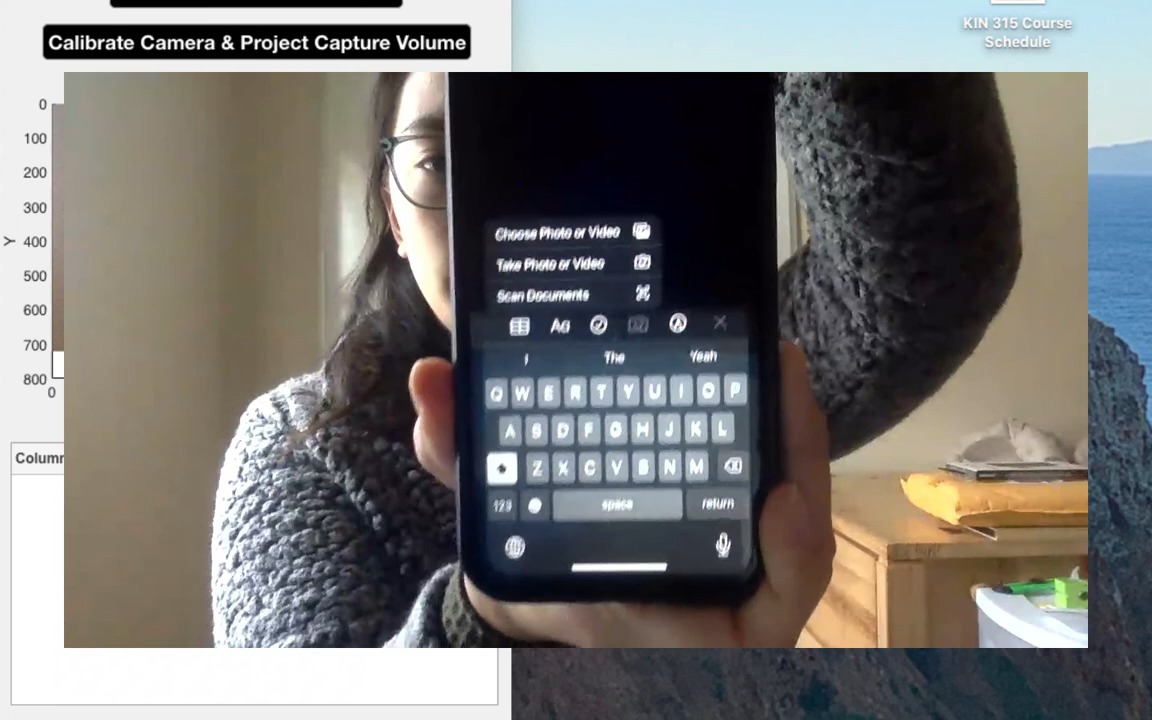 Calibrate Camera & Project Capture Volume
KIN 315 Course
Schedule
0
100
200
300
400
500
600
700
800
0
Y
Column
Choose Photo or Video
Take Photo or Video
Scan Documents
Aa
I The Yeah
Q W E R T Y U I O P
A S D F G H J K L
Z X C V B N M
123 space return